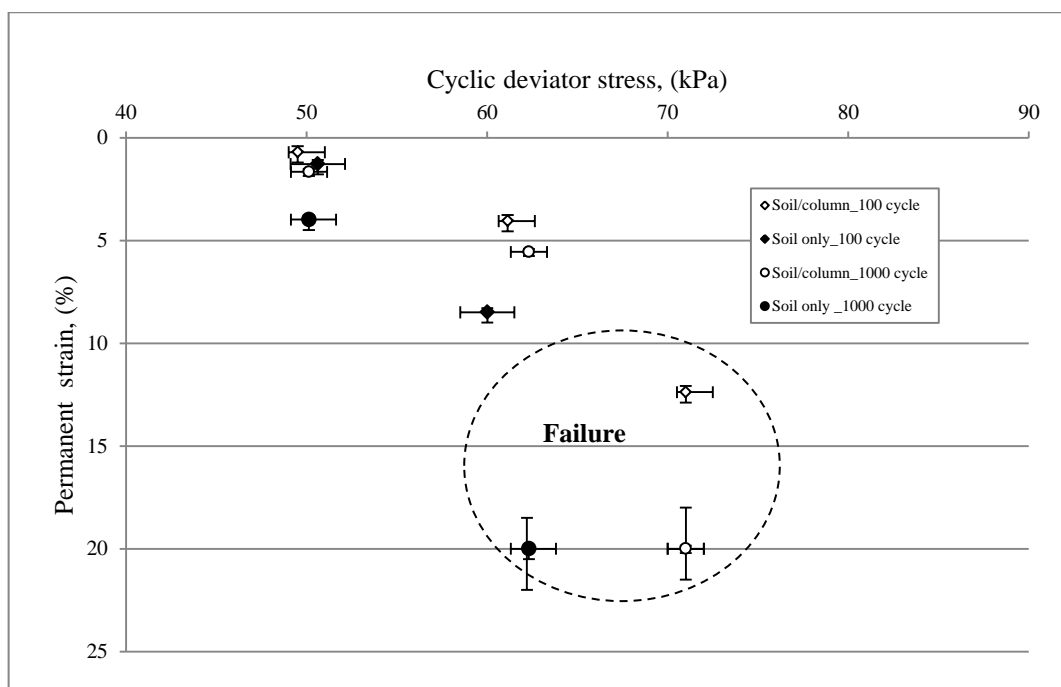 Cyclic deviator stress, (kPa)
40 50 60 70 80 90
0
5
10
15
20
25
Permanent strain, (%)
Soil/column_100 cycle
Soil only_100 cycle
Soil/column_1000 cycle
Soil only _1000 cycle
Failure